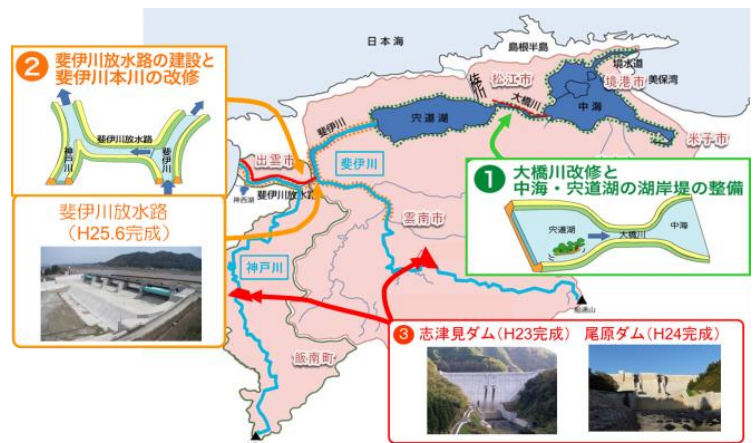 ② 斐伊川放水路の建設と
斐伊川本川の改修
斐伊川放水路
神戸川
斐伊川
斐伊川放水路
(H25.6完成)
日本海
島根半島
境水道
美保湾
境港市
松江市
佐陀川
大橋川
中海
宍道湖
米子市
斐伊川
出雲市
斐伊川
神西湖
斐伊川放水路
雲南市
神戸川
飯南町
船通山
① 大橋川改修と
中海・宍道湖の湖岸堤の整備
宍道湖
大橋川
中海
③ 志津見ダム(H23完成) 尾原ダム(H24完成)